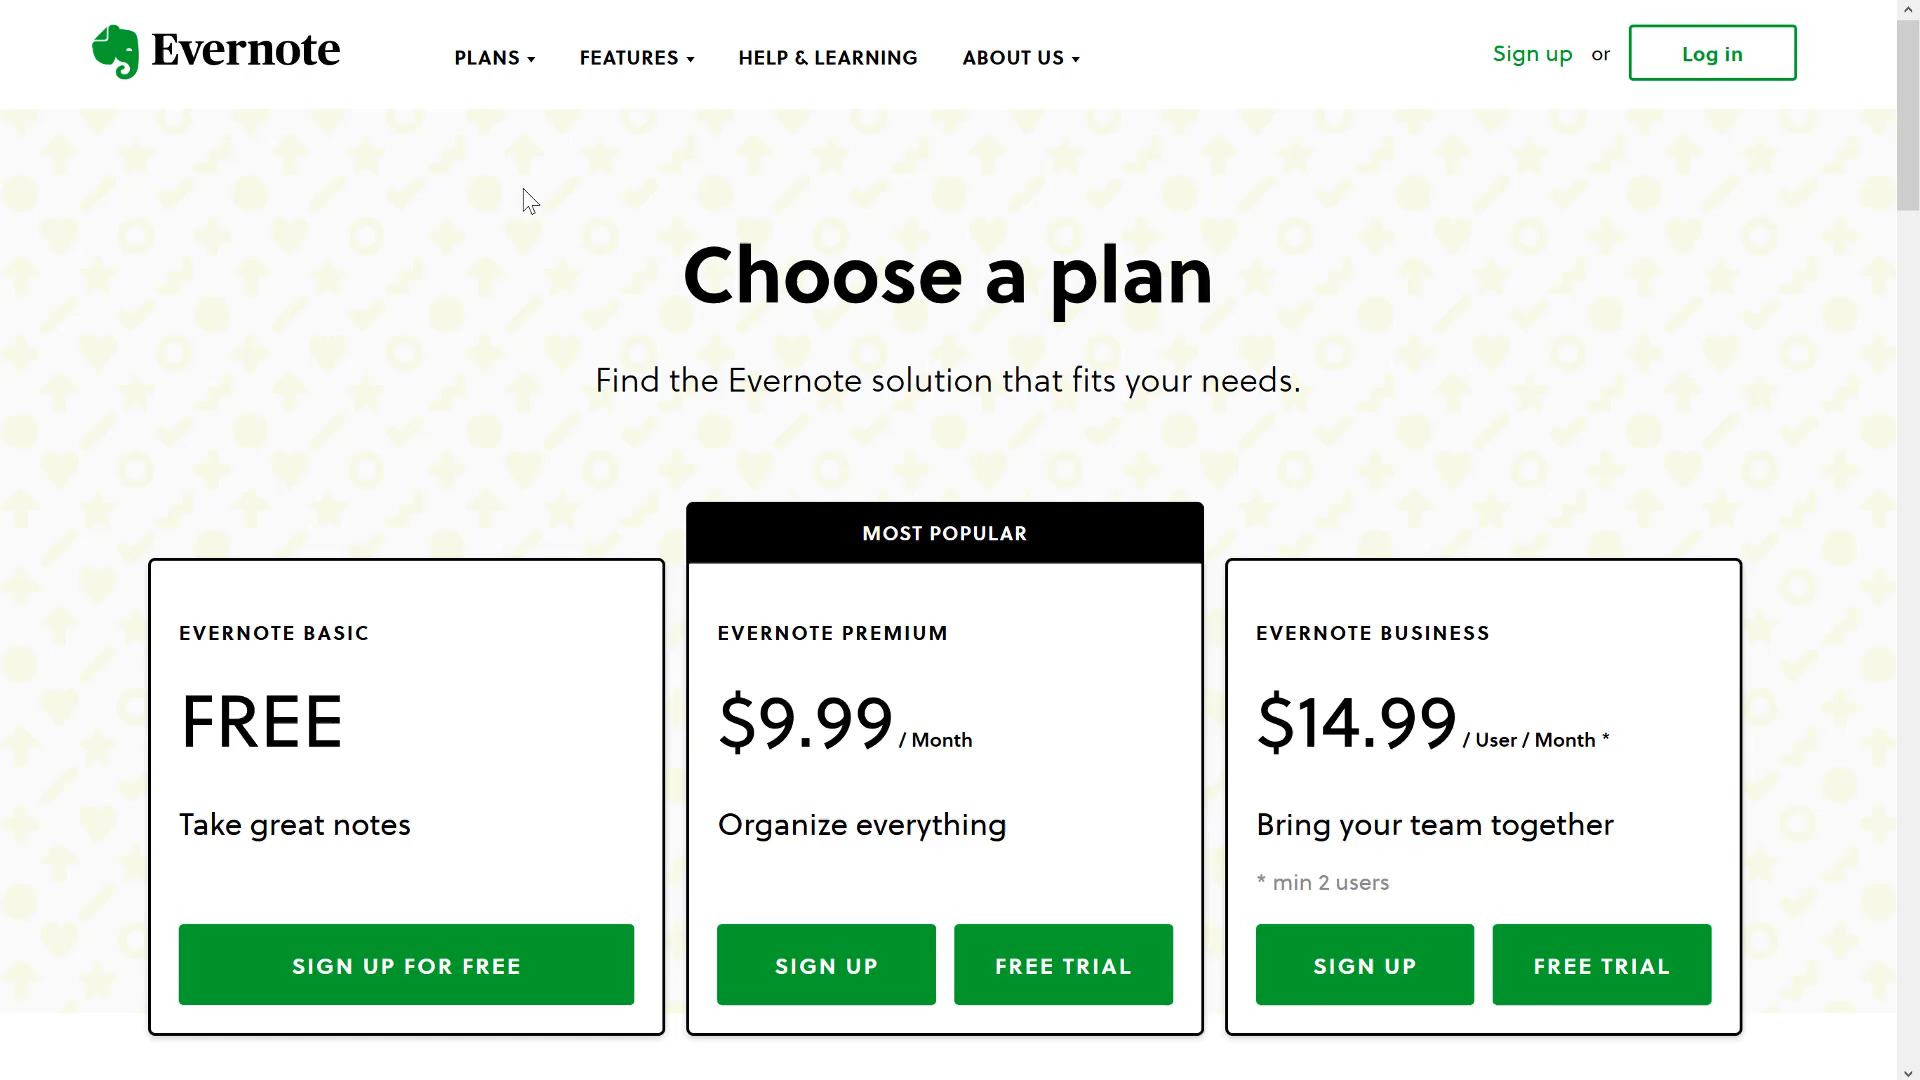 Evernote
PLANS
FEATURES
HELP & LEARNING
ABOUT US
Sign up or Log in
Choose a plan
Find the Evernote solution that fits your needs.
EVERNOTE BASIC
FREE
Take great notes
SIGN UP FOR FREE
MOST POPULAR
EVERNOTE PREMIUM
$9.99 / Month
Organize everything
SIGN UP
FREE TRIAL
EVERNOTE BUSINESS
$14.99 / User / Month *
Bring your team together
* min 2 users
SIGN UP
FREE TRIAL